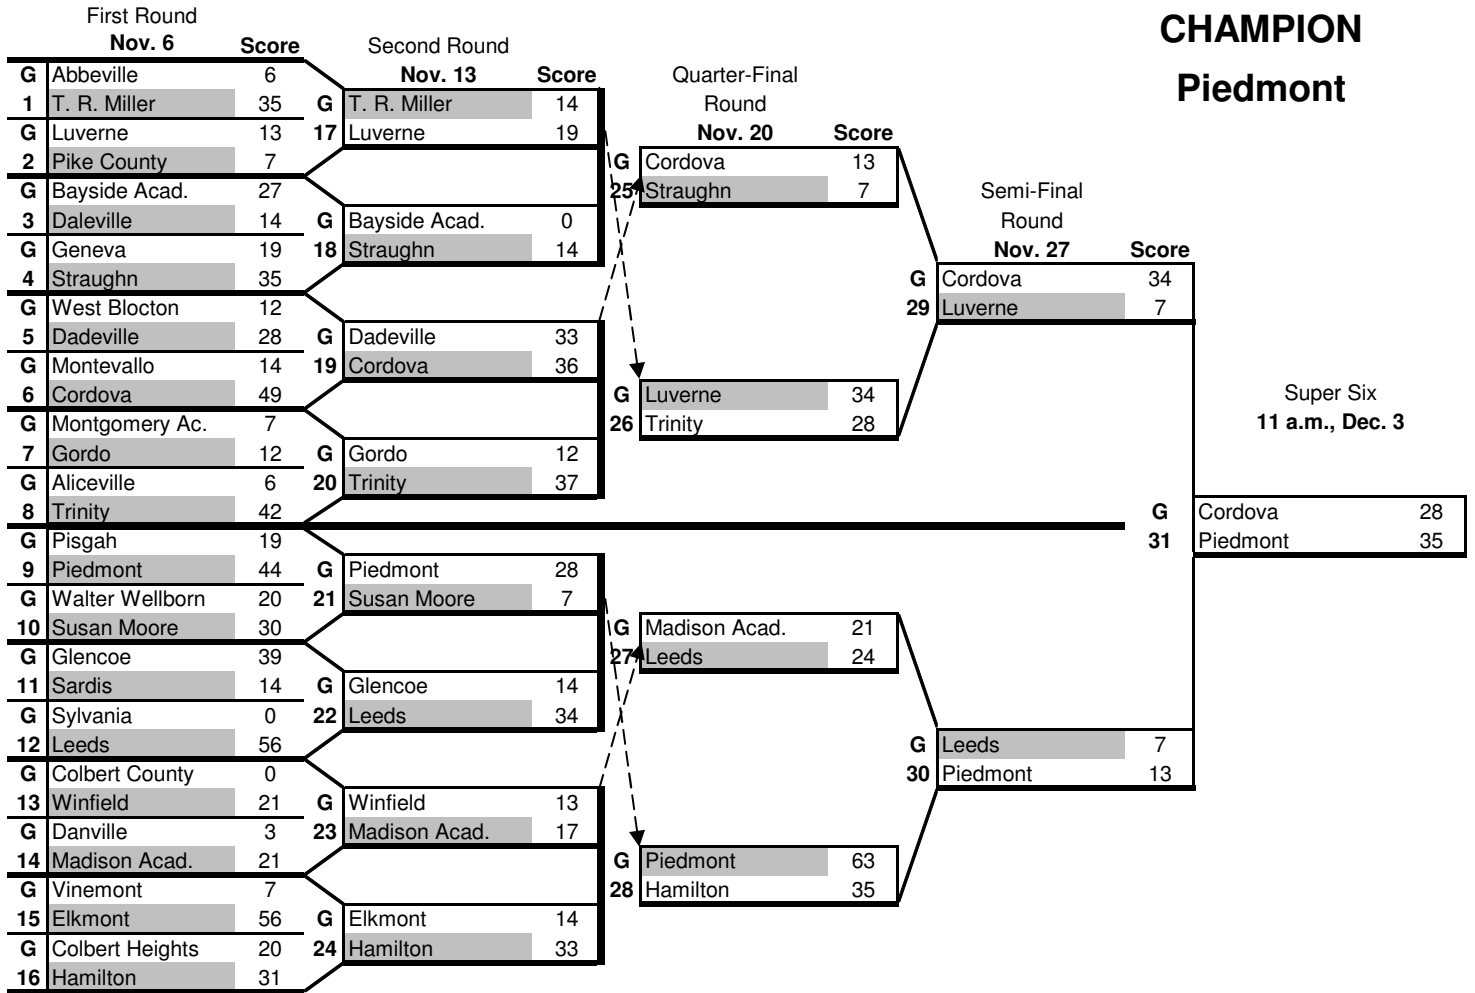 First Round
Nov. 6 Score
G Abbeville 6
1 T. R. Miller 35
G Luverne 13
2 Pike County 7
G Bayside Acad. 27
3 Daleville 14
G Geneva 19
4 Straughn 35
G West Blocton 12
5 Dadeville 28
G Montevallo 14
6 Cordova 49
G Montgomery Ac. 7
7 Gordo 12
G Aliceville 6
8 Trinity 42
G Pisgah 19
9 Piedmont 44
G Walter Wellborn 20
10 Susan Moore 30
G Glencoe 39
11 Sardis 14
G Sylvania 0
12 Leeds 56
G Colbert County 0
13 Winfield 21
G Danville 3
14 Madison Acad. 21
G Vinemont 7
15 Elkmont 56
G Colbert Heights 20
16 Hamilton 31
Second Round
Nov. 13 Score
G T. R. Miller 14
17 Luverne 19
G Bayside Acad. 0
18 Straughn 14
G Dadeville 33
19 Cordova 36
G Gordo 12
20 Trinity 37
G Piedmont 28
21 Susan Moore 7
G Glencoe 14
22 Leeds 34
G Winfield 13
23 Madison Acad. 17
G Elkmont 14
24 Hamilton 33
Quarter-Final
Round
Nov. 20 Score
G Cordova 13
25 Straughn 7
G Luverne 34
26 Trinity 28
G Madison Acad. 21
27 Leeds 24
G Piedmont 63
28 Hamilton 35
Semi-Final
Round
Nov. 27 Score
G Cordova 34
29 Luverne 7
G Leeds 7
30 Piedmont 13
CHAMPION
Piedmont
Super Six
11 a.m., Dec. 3
G Cordova 28
31 Piedmont 35